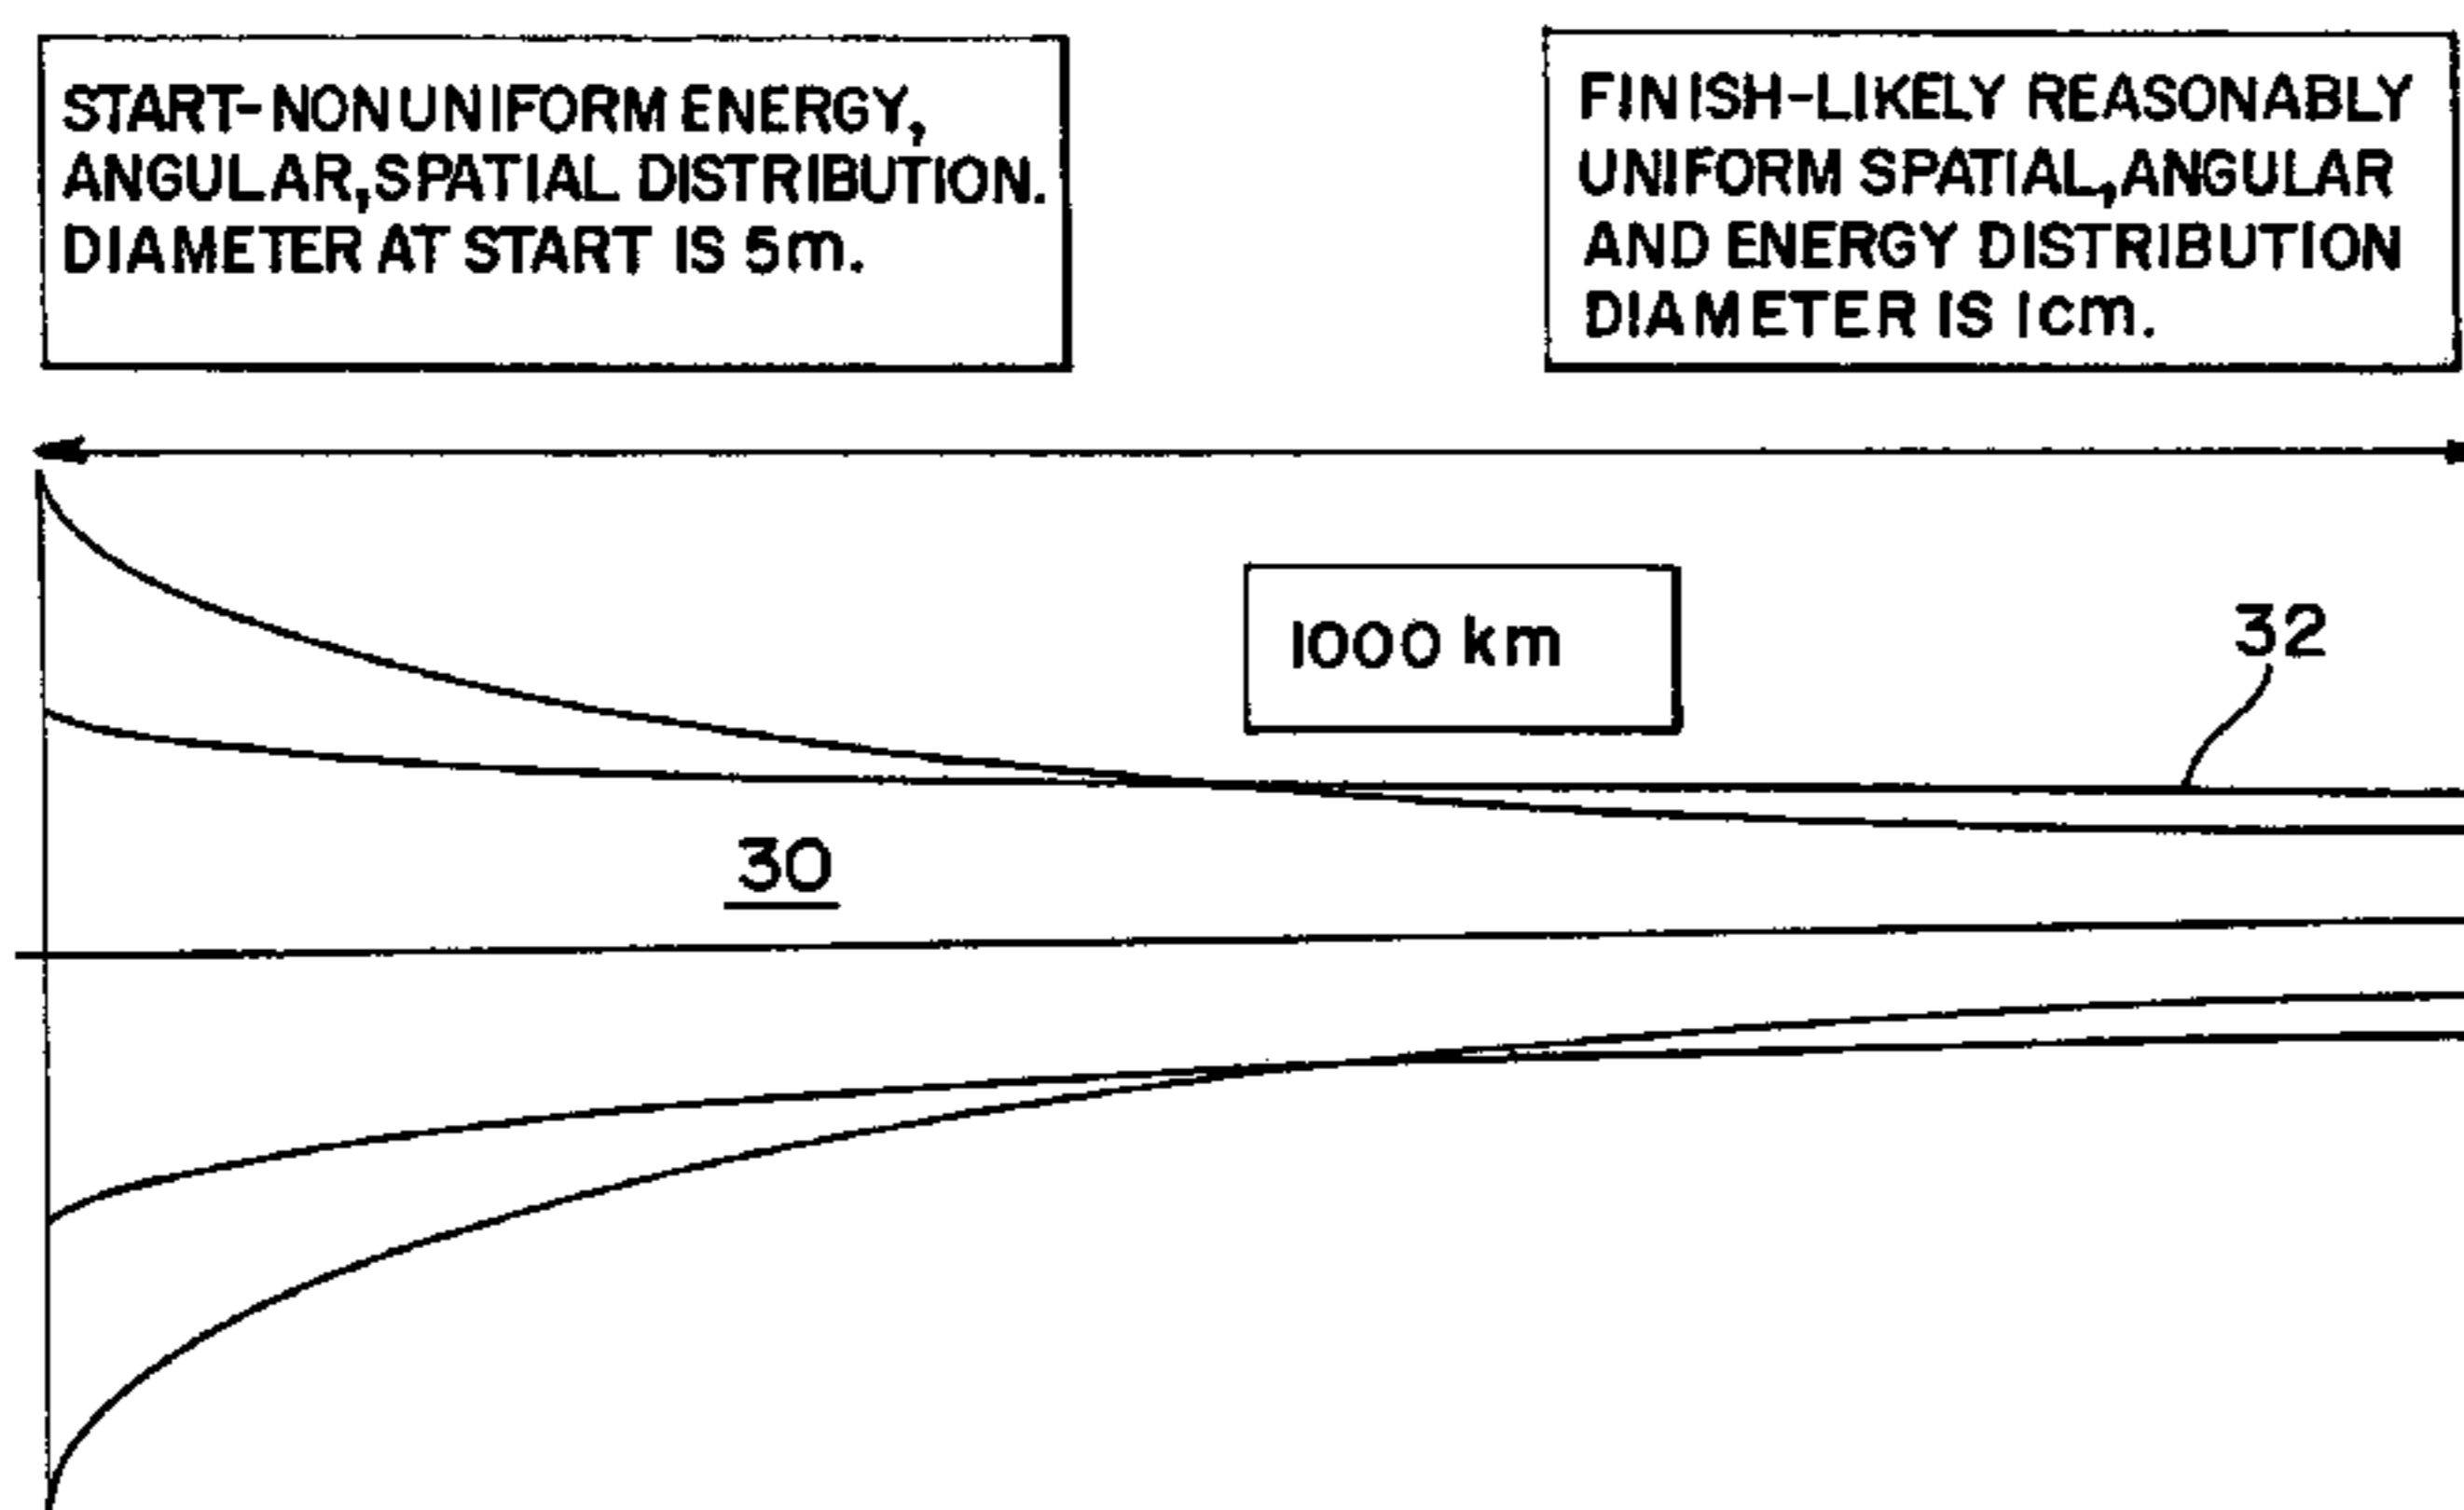 START-NONUNIFORM ENERGY,
ANGULAR,SPATIAL DISTRIBUTION.
DIAMETER AT START IS 5m.
FINISH-LIKELY REASONABLY
UNIFORM SPATIAL,ANGULAR
AND ENERGY DISTRIBUTION
DIAMETER IS 1cm.
1000 km
32
30